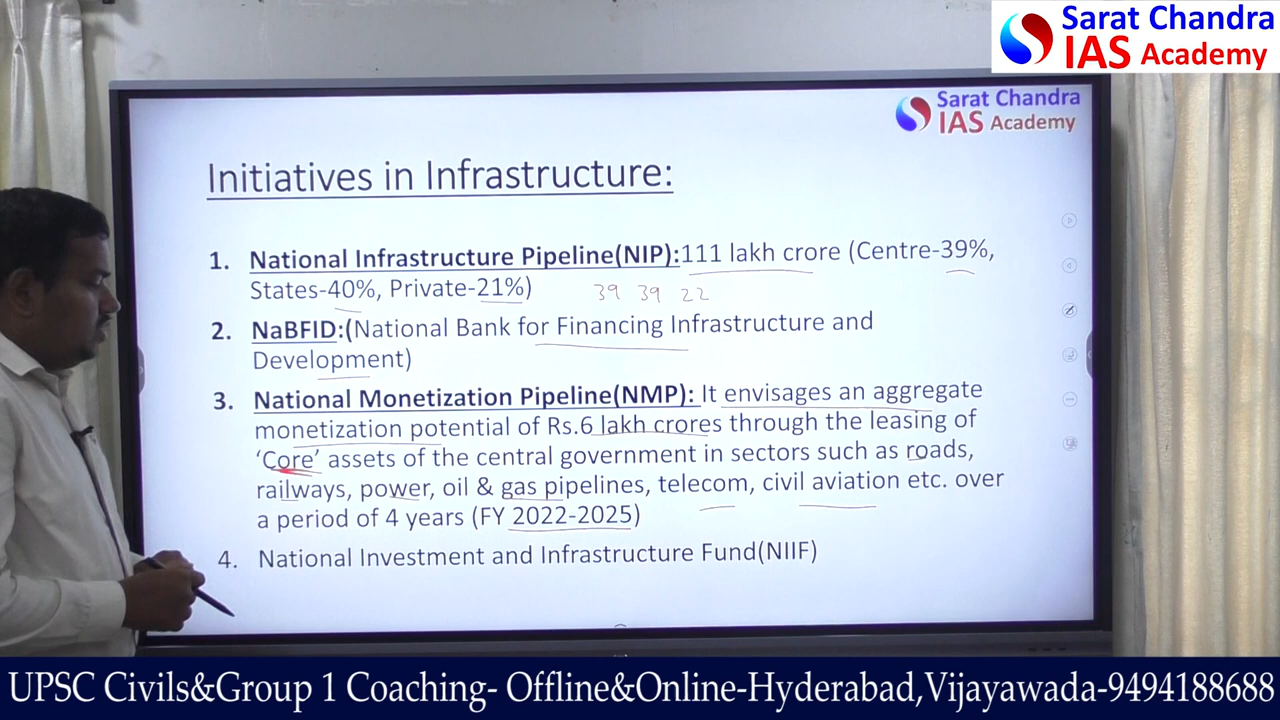 Sarat Chandra
IAS Academy
Sarat Chandra
IAS Academy
Initiatives in Infrastructure:
1. National Infrastructure Pipeline(NIP):111 lakh crore (Centre-39%,
States-40%, Private-21%) 39 39 22
2. NaBFID:(National Bank for Financing Infrastructure and
Development)
3. National Monetization Pipeline(NMP): It envisages an aggregate
monetization potential of Rs.6 lakh crores through the leasing of
‘Core’ assets of the central government in sectors such as roads,
railways, power, oil & gas pipelines, telecom, civil aviation etc. over
a period of 4 years (FY 2022-2025)
4. National Investment and Infrastructure Fund(NIIF)
UPSC Civils&Group 1 Coaching- Offline&Online-Hyderabad,Vijayawada-9494188688